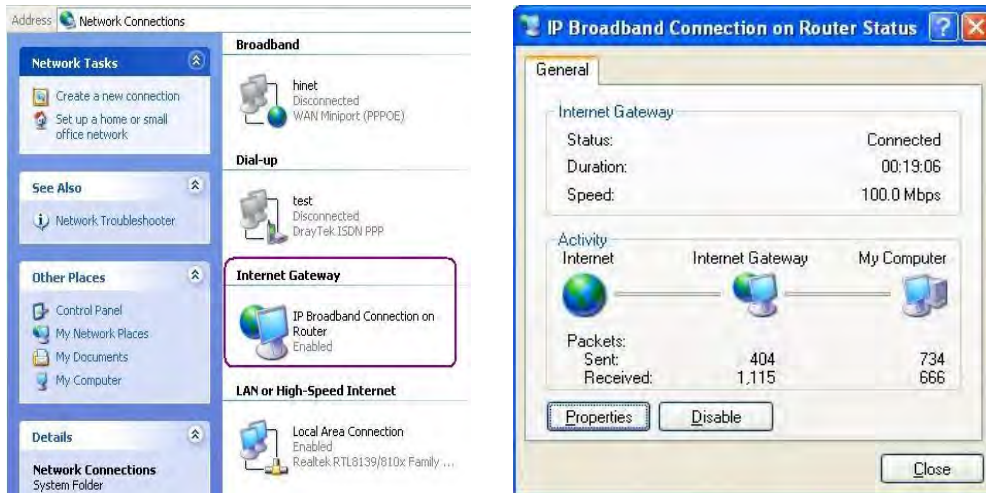 Address Network Connections
Network Tasks
Create a new connection
Set up a home or small
office network
See Also
Network Troubleshooter
Other Places
Control Panel
My Network Places
My Documents
My Computer
Details
Network Connections
System Folder
Broadband
hinet
Disconnected
WAN Miniport (PPPOE)
Dial-up
test
Disconnected
DrayTek ISDN PPP
Internet Gateway
IP Broadband Connection on
Router
Enabled
LAN or High-Speed Internet
Local Area Connection
Enabled
Realtek RTL8139/810x Family ...
IP Broadband Connection on Router Status
General
Internet Gateway
Status: Connected
Duration: 00:19:06
Speed: 100.0 Mbps
Activity
Internet Internet Gateway My Computer
Packets:
Sent: 404 734
Received: 1,115 666
Properties Disable
Close